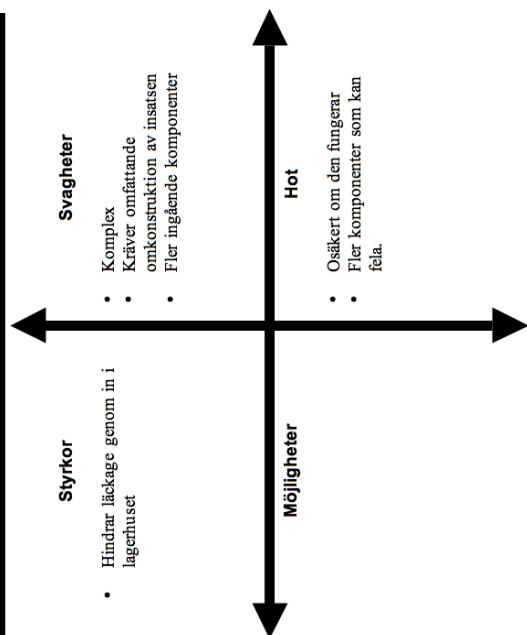 Styrkor
• Hindrar läckage genom in i
lagerhuset
Svagheter
• Komplex
• Kräver omfattande
omkonstruktion av insatsen
• Fler ingående komponenter
Möjligheter
Hot
• Osäkert om den fungerar
• Fler komponenter som kan
fela.